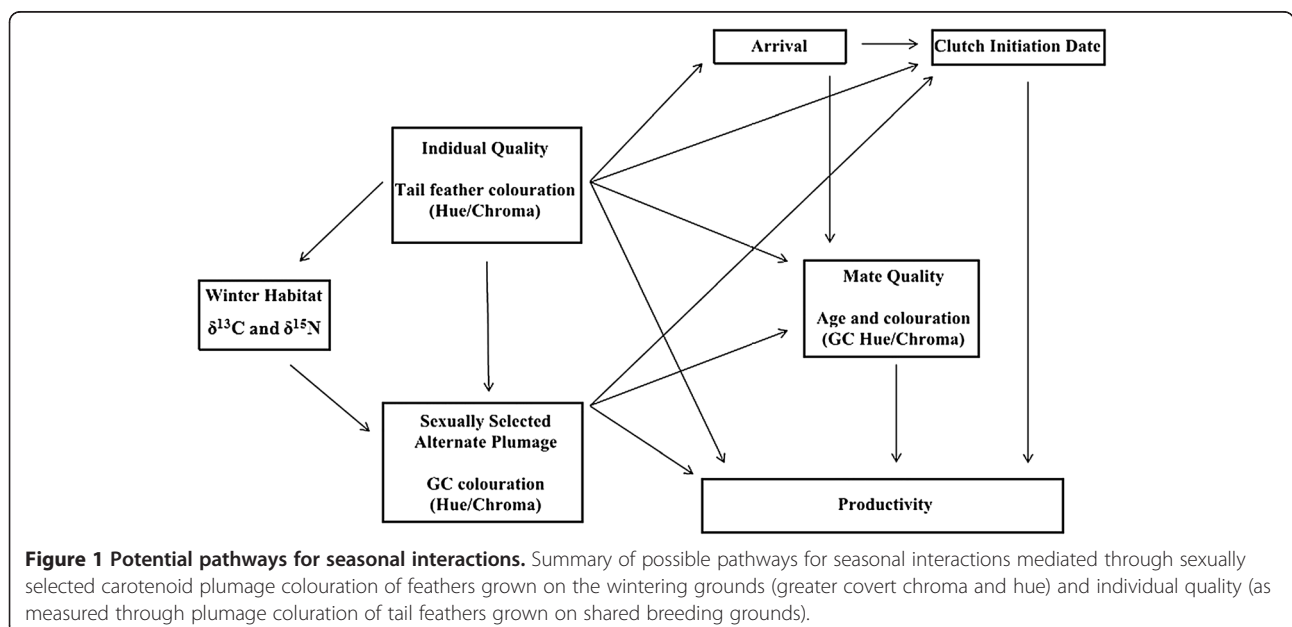 Arrival
Clutch Initiation Date
Indidual Quality
Tail feather colouration
(Hue/Chroma)
Winter Habitat
δ¹³C and δ¹⁵N
Mate Quality
Age and colouration
(GC Hue/Chroma)
Sexually Selected
Alternate Plumage
GC colouration
(Hue/Chroma)
Productivity
Figure 1 Potential pathways for seasonal interactions. Summary of possible pathways for seasonal interactions mediated through sexually
selected carotenoid plumage colouration of feathers grown on the wintering grounds (greater covert chroma and hue) and individual quality (as
measured through plumage coluration of tail feathers grown on shared breeding grounds).